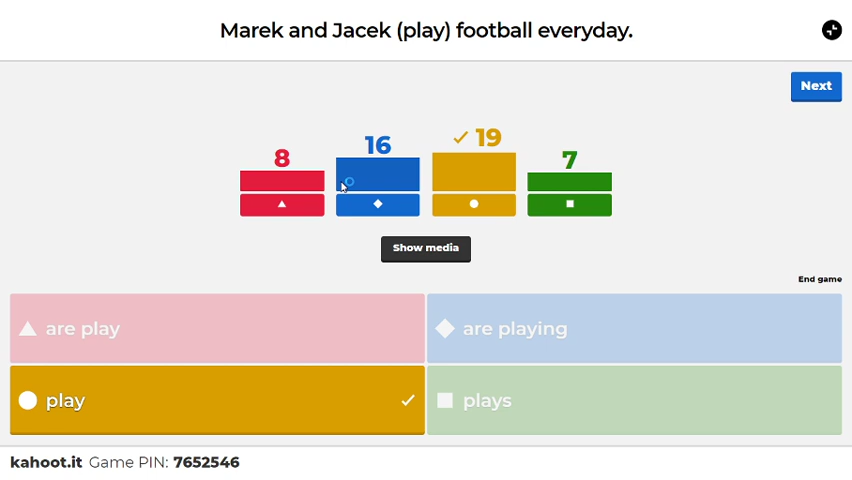 Marek and Jacek (play) football everyday.
Next
8
16
19
7
Show media
End game
are play
are playing
play
plays
kahoot.it Game PIN: 7652546